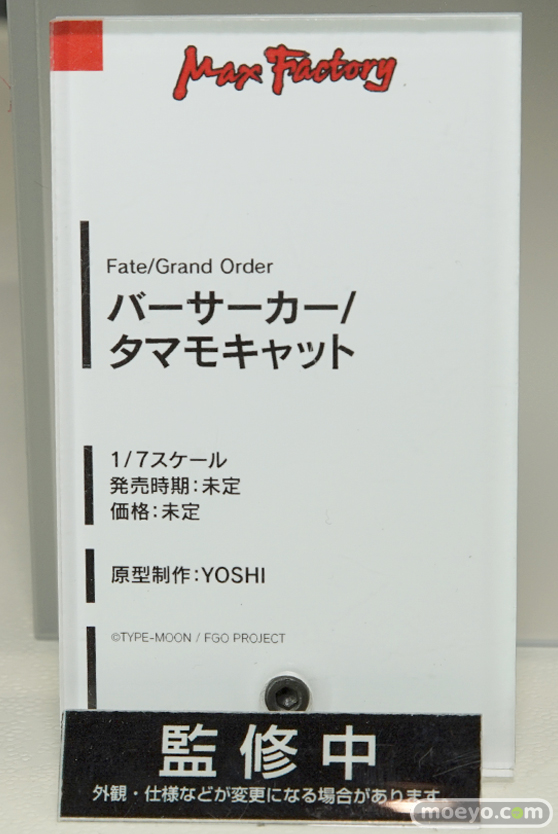 Max Factory
Fate/Grand Order
バーサーカー/
タマモキャット
1/7スケール
発売時期:未定
価格:未定
原型制作:YOSHI
©TYPE-MOON / FGO PROJECT
監修中
外観・仕様などが変更になる場合があります。
moeyo.com